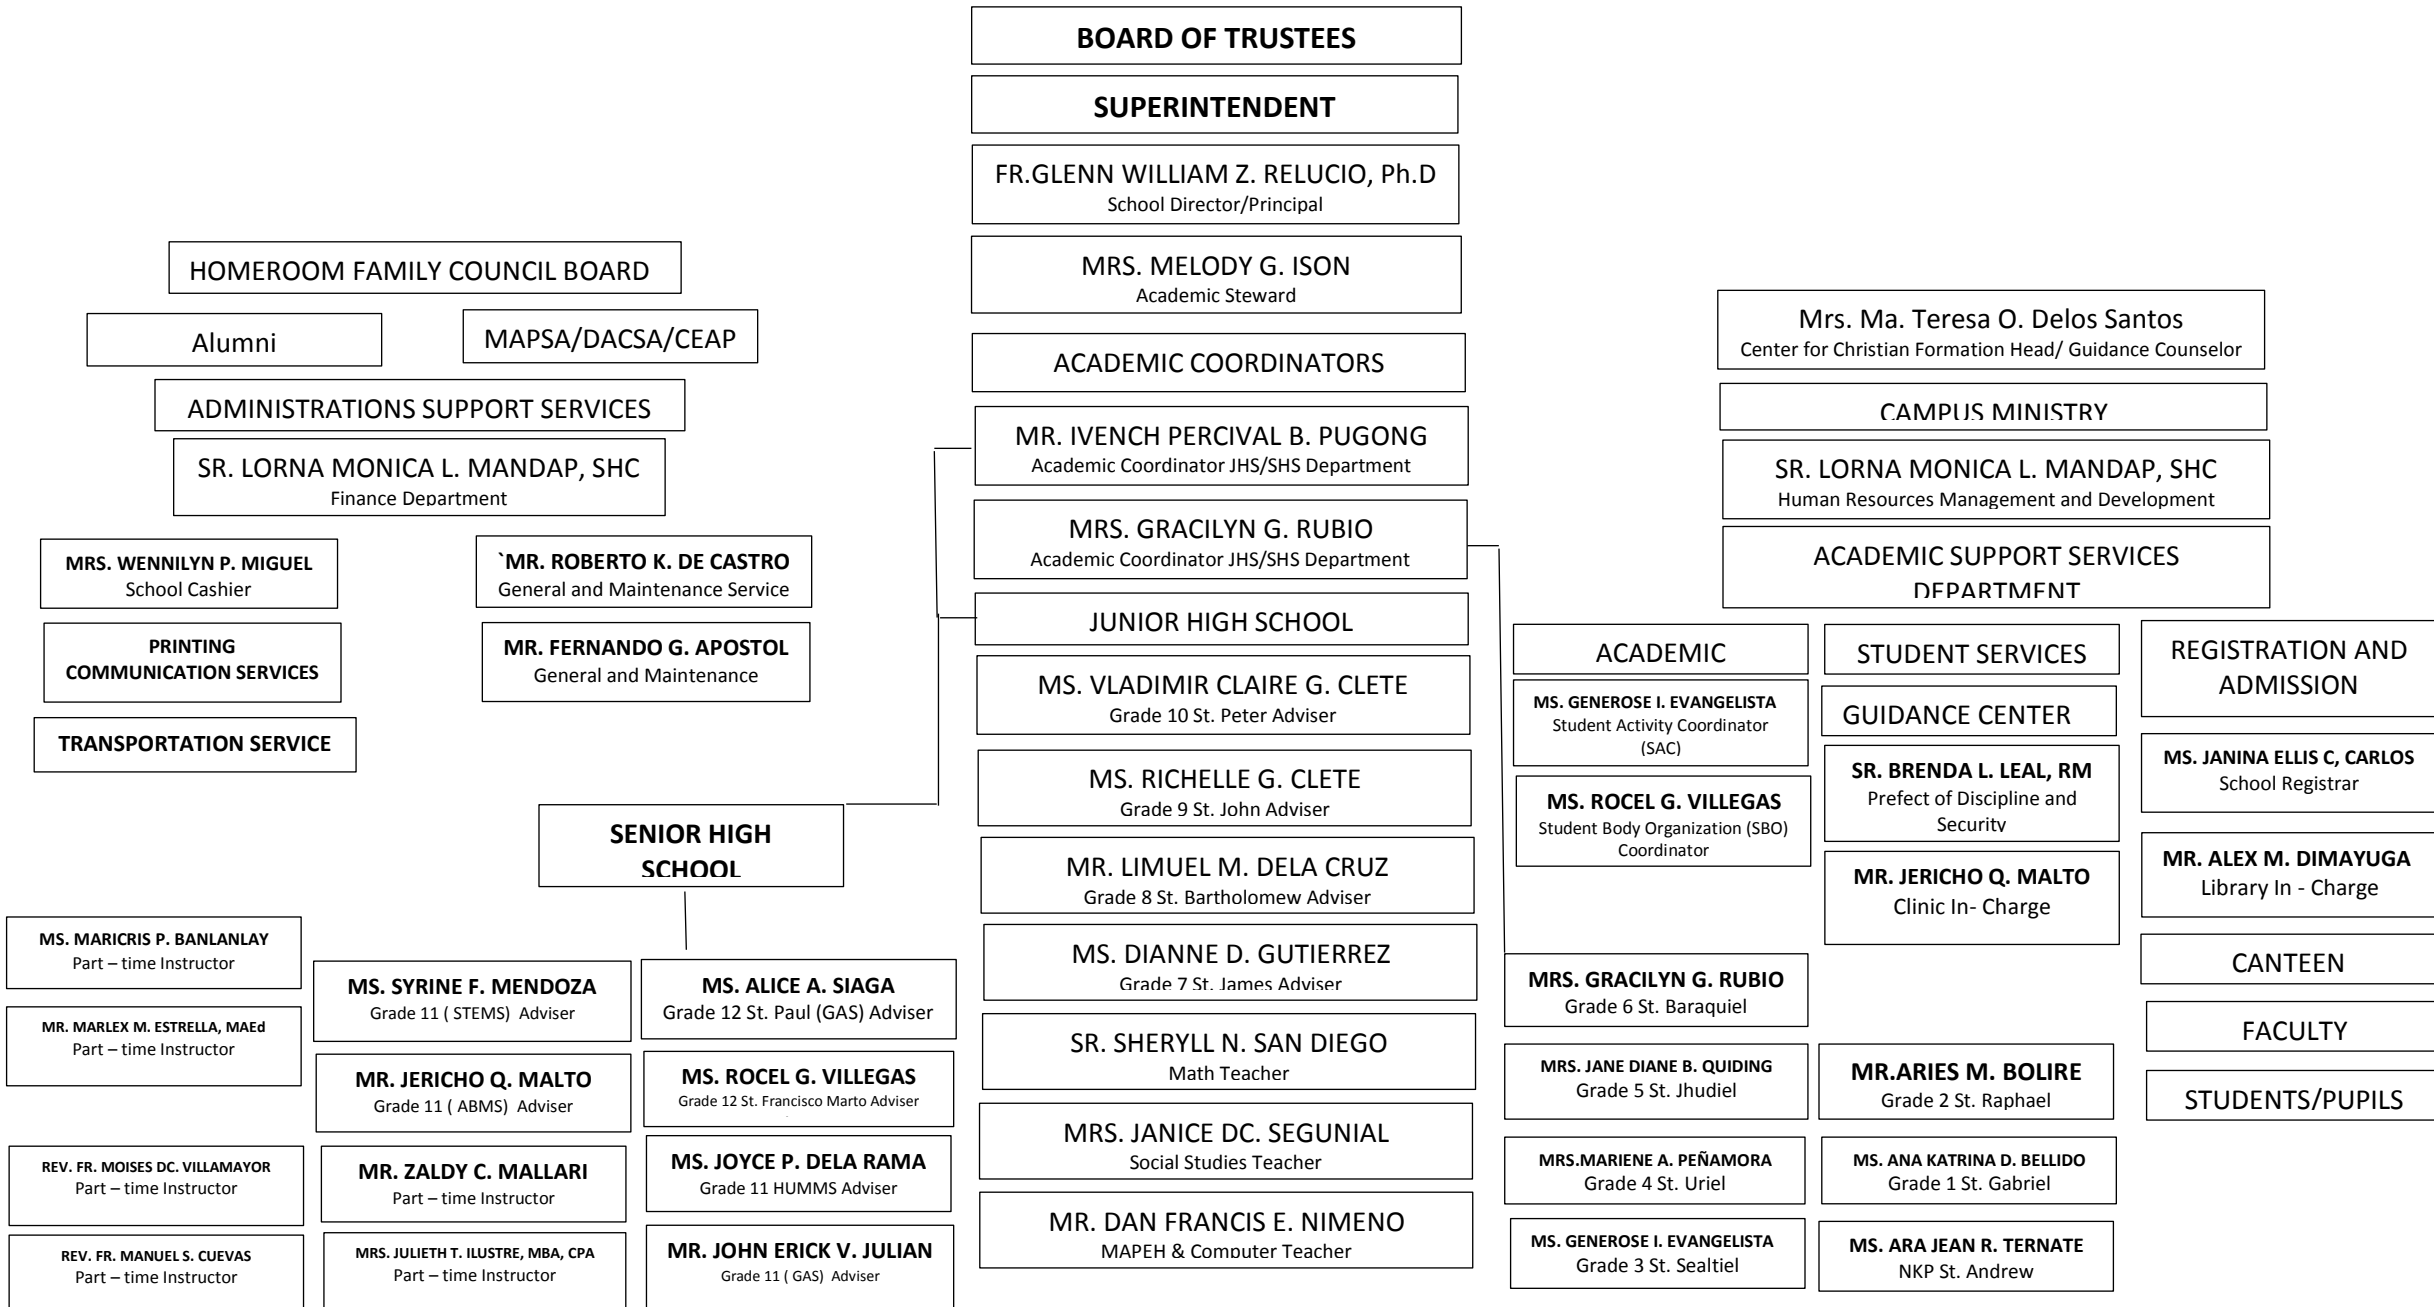 BOARD OF TRUSTEES
SUPERINTENDENT
FR.GLENN WILLIAM Z. RELUCIO, Ph.D
School Director/Principal
MRS. MELODY G. ISON
Academic Steward
ACADEMIC COORDINATORS
MR. IVENCH PERCIVAL B. PUGONG
Academic Coordinator JHS/SHS Department
MRS. GRACILYN G. RUBIO
Academic Coordinator JHS/SHS Department
JUNIOR HIGH SCHOOL
MS. VLADIMIR CLAIRE G. CLETE
Grade 10 St. Peter Adviser
MS. RICHELLE G. CLETE
Grade 9 St. John Adviser
MR. LIMUEL M. DELA CRUZ
Grade 8 St. Bartholomew Adviser
MS. DIANNE D. GUTIERREZ
Grade 7 St. James Adviser
SR. SHERYLL N. SAN DIEGO
Math Teacher
MRS. JANICE DC. SEGUNIAL
Social Studies Teacher
MR. DAN FRANCIS E. NIMENO
MAPEH & Computer Teacher
HOMEROOM FAMILY COUNCIL BOARD
Alumni
MAPSA/DACSA/CEAP
ADMINISTRATIONS SUPPORT SERVICES
SR. LORNA MONICA L. MANDAP, SHC
Finance Department
MRS. WENNILYN P. MIGUEL
School Cashier
PRINTING
COMMUNICATION SERVICES
TRANSPORTATION SERVICE
`MR. ROBERTO K. DE CASTRO
General and Maintenance Service
MR. FERNANDO G. APOSTOL
General and Maintenance
SENIOR HIGH
SCHOOL
MS. MARICRIS P. BANLANLAY
Part – time Instructor
MR. MARLEX M. ESTRELLA, MAEd
Part – time Instructor
REV. FR. MOISES DC. VILLAMAYOR
Part – time Instructor
REV. FR. MANUEL S. CUEVAS
Part – time Instructor
MS. SYRINE F. MENDOZA
Grade 11 ( STEMS) Adviser
MR. JERICHO Q. MALTO
Grade 11 ( ABMS) Adviser
MR. ZALDY C. MALLARI
Part – time Instructor
MRS. JULIETH T. ILUSTRE, MBA, CPA
Part – time Instructor
MS. ALICE A. SIAGA
Grade 12 St. Paul (GAS) Adviser
MS. ROCEL G. VILLEGAS
Grade 12 St. Francisco Marto Adviser
MS. JOYCE P. DELA RAMA
Grade 11 HUMMS Adviser
MR. JOHN ERICK V. JULIAN
Grade 11 ( GAS) Adviser
Mrs. Ma. Teresa O. Delos Santos
Center for Christian Formation Head/ Guidance Counselor
CAMPUS MINISTRY
SR. LORNA MONICA L. MANDAP, SHC
Human Resources Management and Development
ACADEMIC SUPPORT SERVICES
DEPARTMENT
ACADEMIC
MS. GENEROSE I. EVANGELISTA
Student Activity Coordinator
(SAC)
MS. ROCEL G. VILLEGAS
Student Body Organization (SBO)
Coordinator
STUDENT SERVICES
GUIDANCE CENTER
SR. BRENDA L. LEAL, RM
Prefect of Discipline and
Security
MR. JERICHO Q. MALTO
Clinic In- Charge
REGISTRATION AND
ADMISSION
MS. JANINA ELLIS C, CARLOS
School Registrar
MR. ALEX M. DIMAYUGA
Library In - Charge
CANTEEN
FACULTY
STUDENTS/PUPILS
MRS. GRACILYN G. RUBIO
Grade 6 St. Baraquiel
MRS. JANE DIANE B. QUIDING
Grade 5 St. Jhudiel
MRS.MARIENE A. PEÑAMORA
Grade 4 St. Uriel
MS. GENEROSE I. EVANGELISTA
Grade 3 St. Sealtiel
MR.ARIES M. BOLIRE
Grade 2 St. Raphael
MS. ANA KATRINA D. BELLIDO
Grade 1 St. Gabriel
MS. ARA JEAN R. TERNATE
NKP St. Andrew